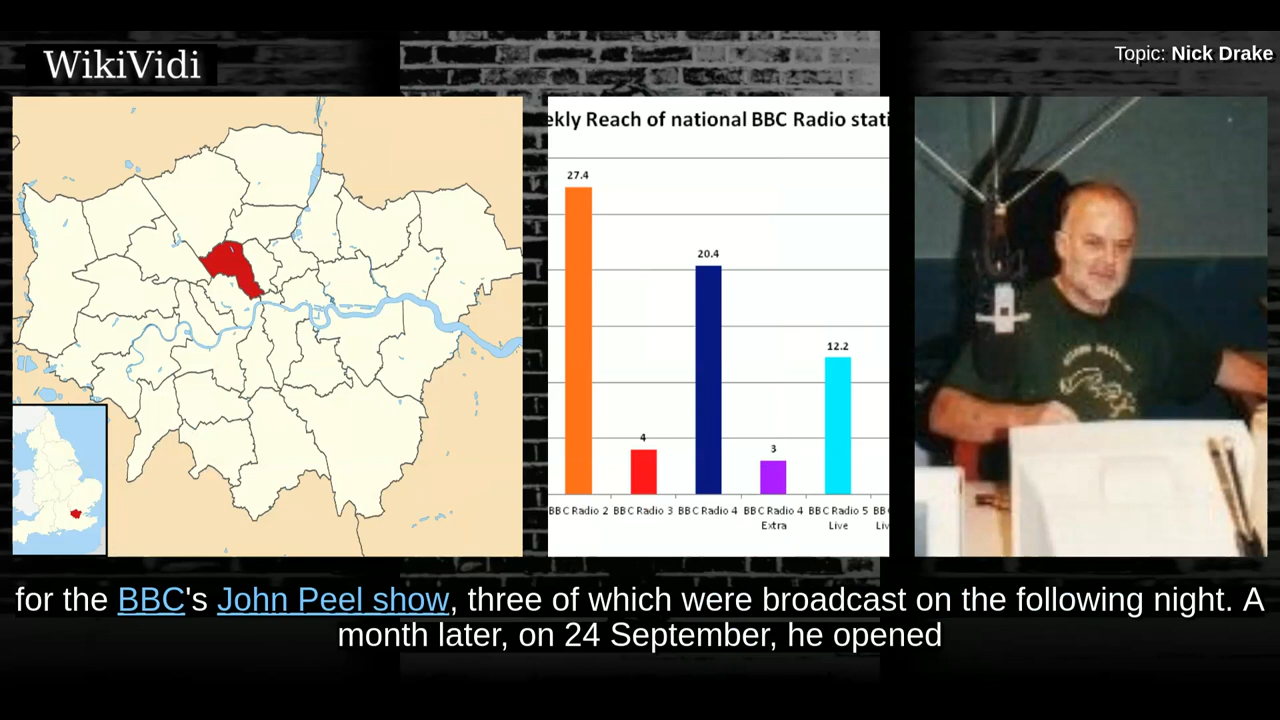 WikiVidi
Topic: Nick Drake
ekly Reach of national BBC Radio stati
27.4
20.4
12.2
4
3
BBC Radio 2 BBC Radio 3 BBC Radio 4 BBC Radio 4 BBC Radio 5 BB
Extra Live Liv
for the BBC's John Peel show, three of which were broadcast on the following night. A
month later, on 24 September, he opened